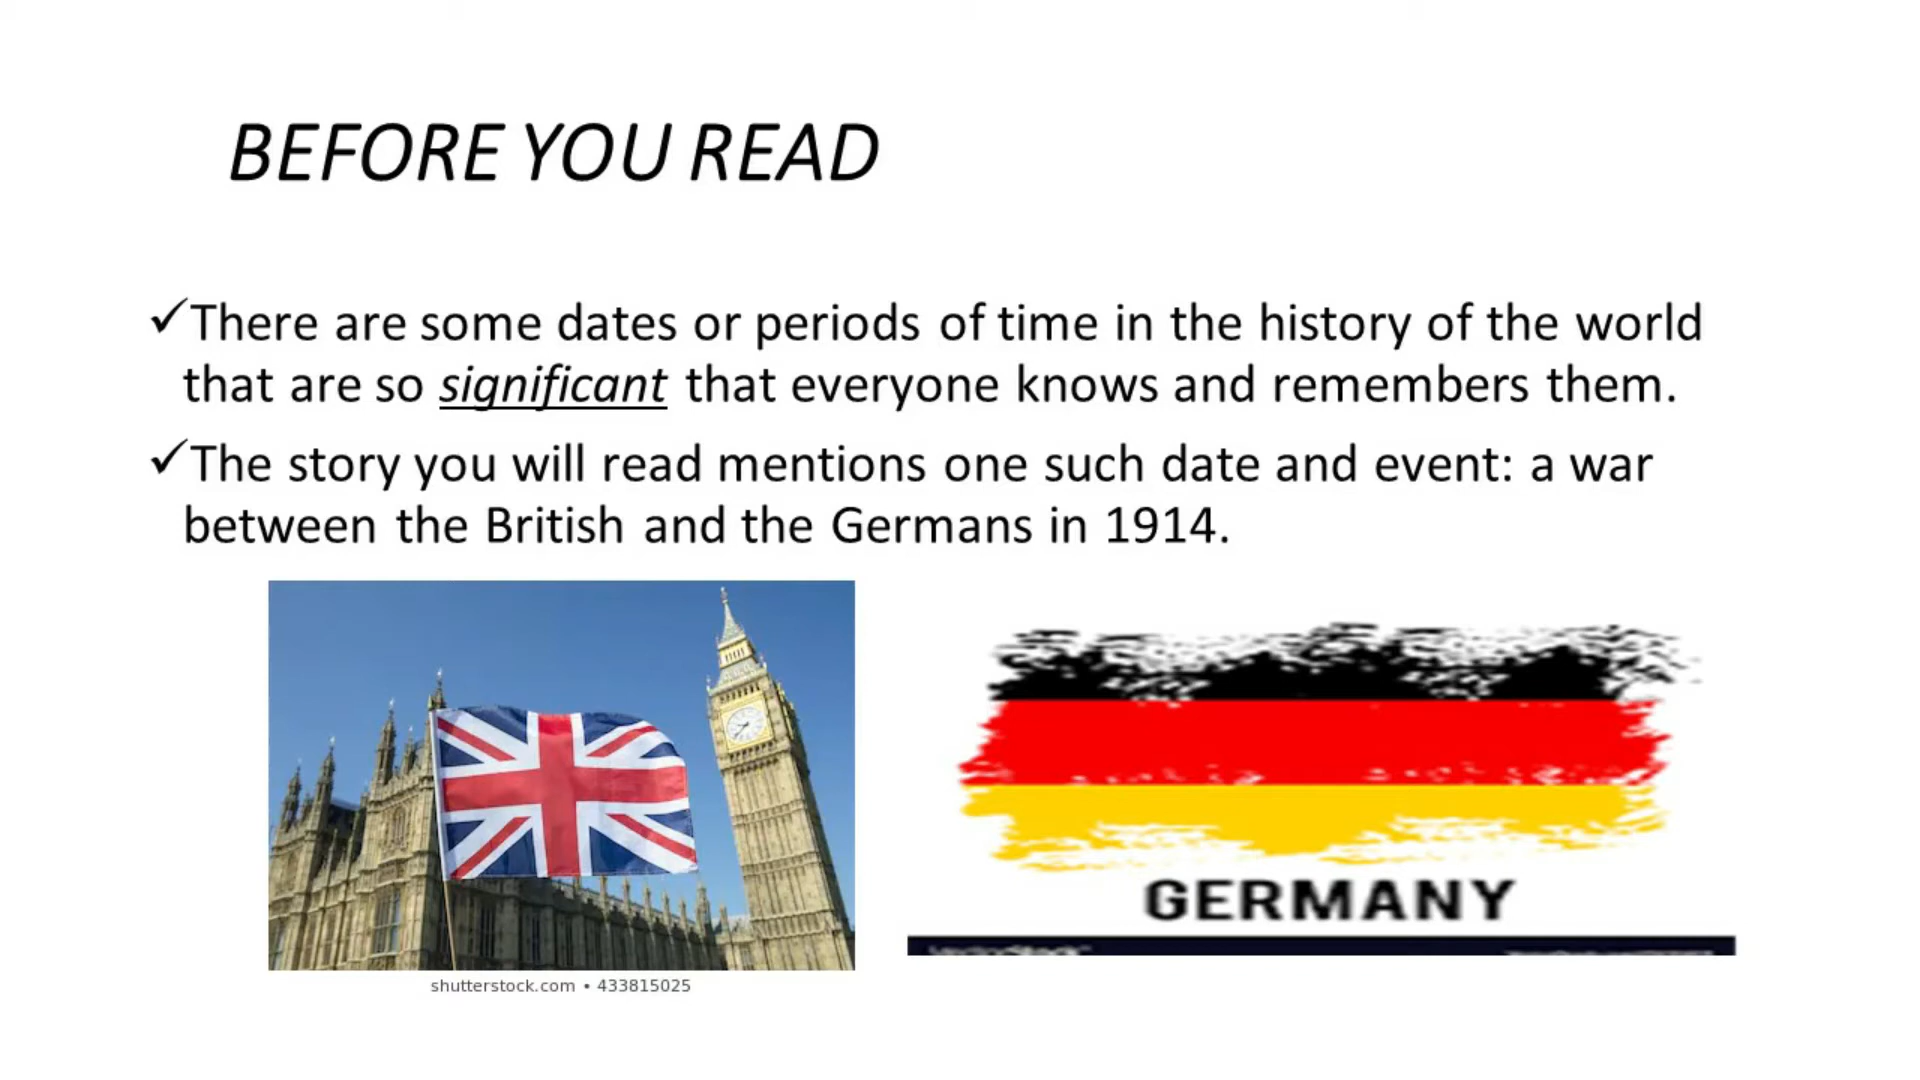 BEFORE YOU READ
✓There are some dates or periods of time in the history of the world
that are so significant that everyone knows and remembers them.
✓The story you will read mentions one such date and event: a war
between the British and the Germans in 1914.
GERMANY
shutterstock.com • 433815025